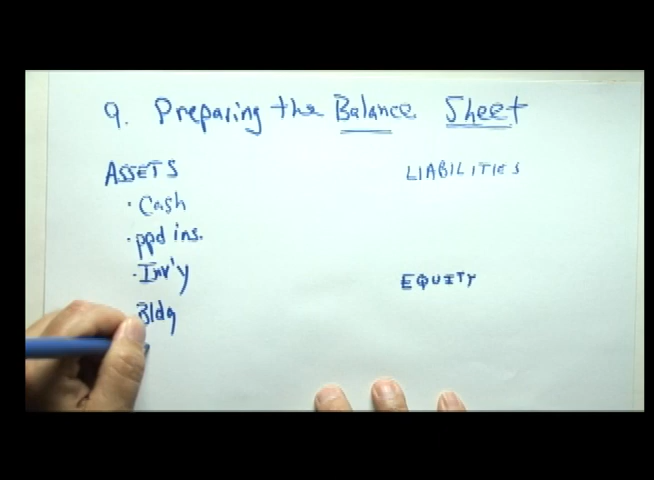 9. Preparing the Balance Sheet
ASSETS
· Cash
· ppd ins.
· Inv'y
Bldg
LIABILITIES
EQUITY